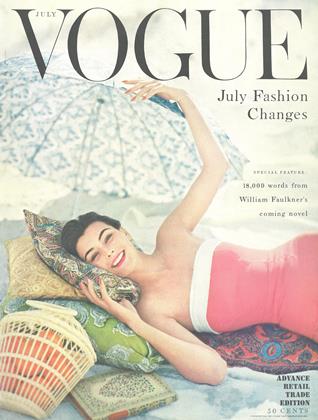 JULY
VOGUE
July Fashion
Changes
SPECIAL FEATURE:
18,000 words from
William Faulkner's
coming novel
ADVANCE
RETAIL
TRADE
EDITION
50 CENTS